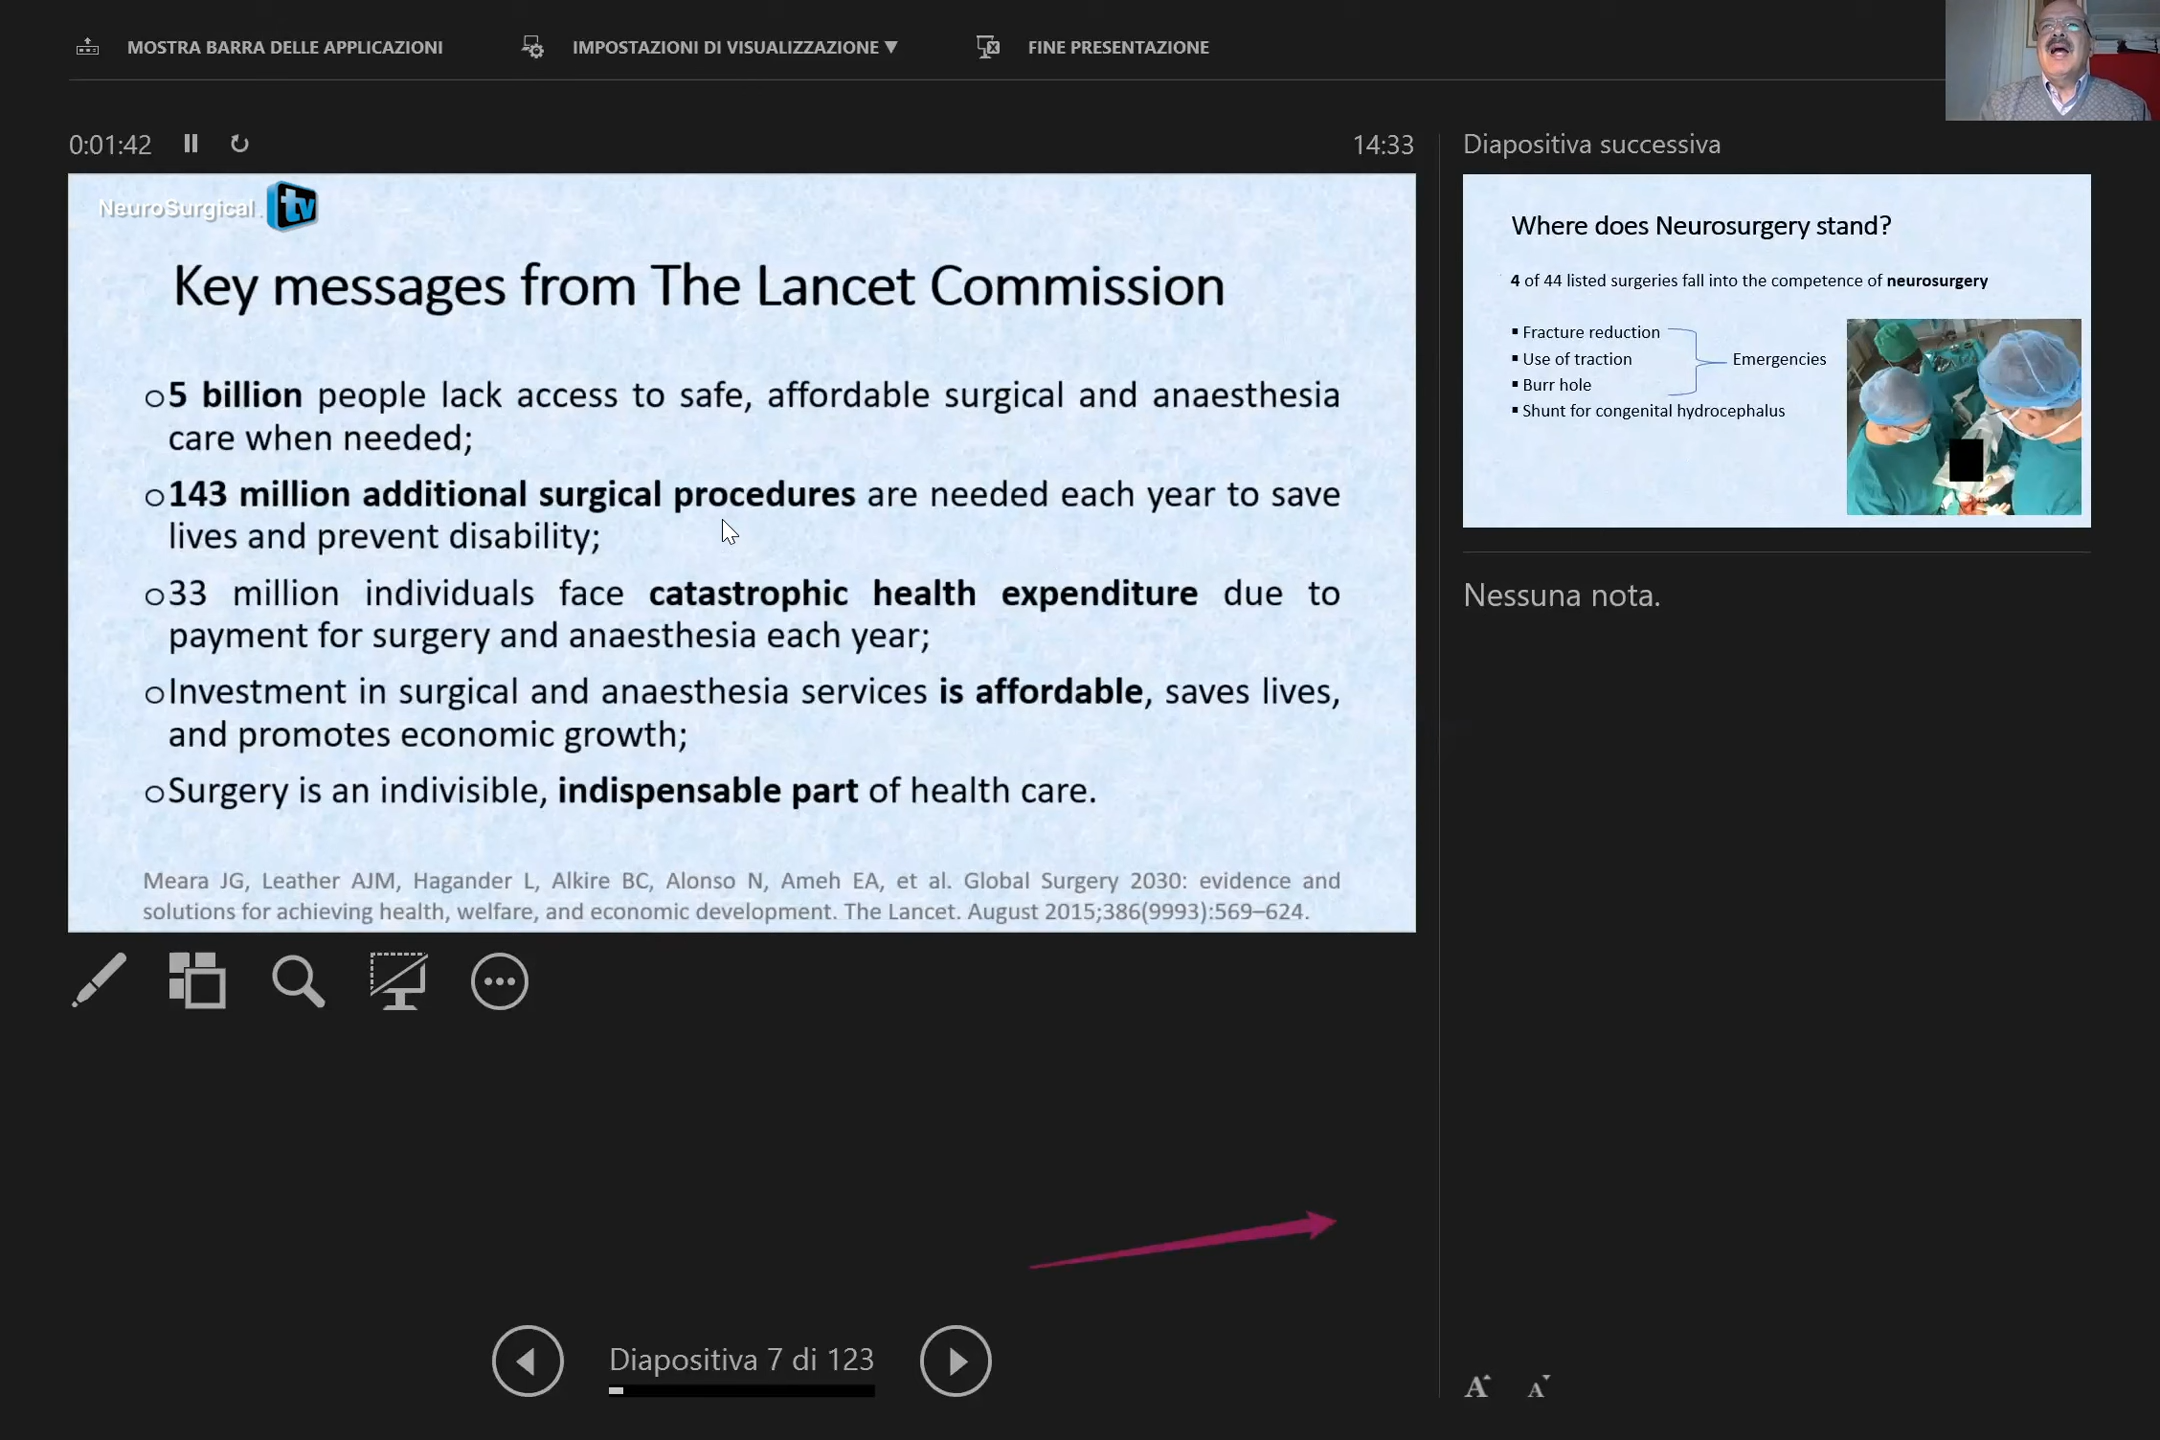 MOSTRA BARRA DELLE APPLICAZIONI
IMPOSTAZIONI DI VISUALIZZAZIONE ▼
FINE PRESENTAZIONE
0:01:42
14:33
NeuroSurgical. tv
Key messages from The Lancet Commission
o5 billion people lack access to safe, affordable surgical and anaesthesia
care when needed;
o143 million additional surgical procedures are needed each year to save
lives and prevent disability;
o33 million individuals face catastrophic health expenditure due to
payment for surgery and anaesthesia each year;
oInvestment in surgical and anaesthesia services is affordable, saves lives,
and promotes economic growth;
oSurgery is an indivisible, indispensable part of health care.
Meara JG, Leather AJM, Hagander L, Alkire BC, Alonso N, Ameh EA, et al. Global Surgery 2030: evidence and
solutions for achieving health, welfare, and economic development. The Lancet. August 2015;386(9993):569–624.
Diapositiva 7 di 123
Diapositiva successiva
Where does Neurosurgery stand?
4 of 44 listed surgeries fall into the competence of neurosurgery
▪ Fracture reduction
▪ Use of traction
▪ Burr hole
▪ Shunt for congenital hydrocephalus
Emergencies
Nessuna nota.
A A